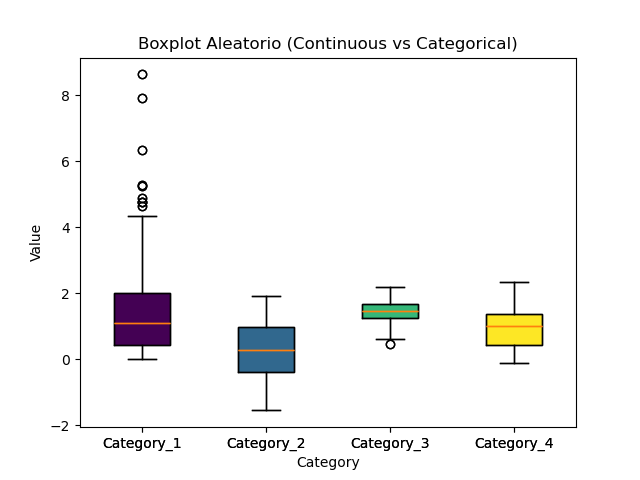 Boxplot Aleatorio (Continuous vs Categorical)
Value
8
6
4
2
0
−2
Category_1 Category_2 Category_3 Category_4
Category